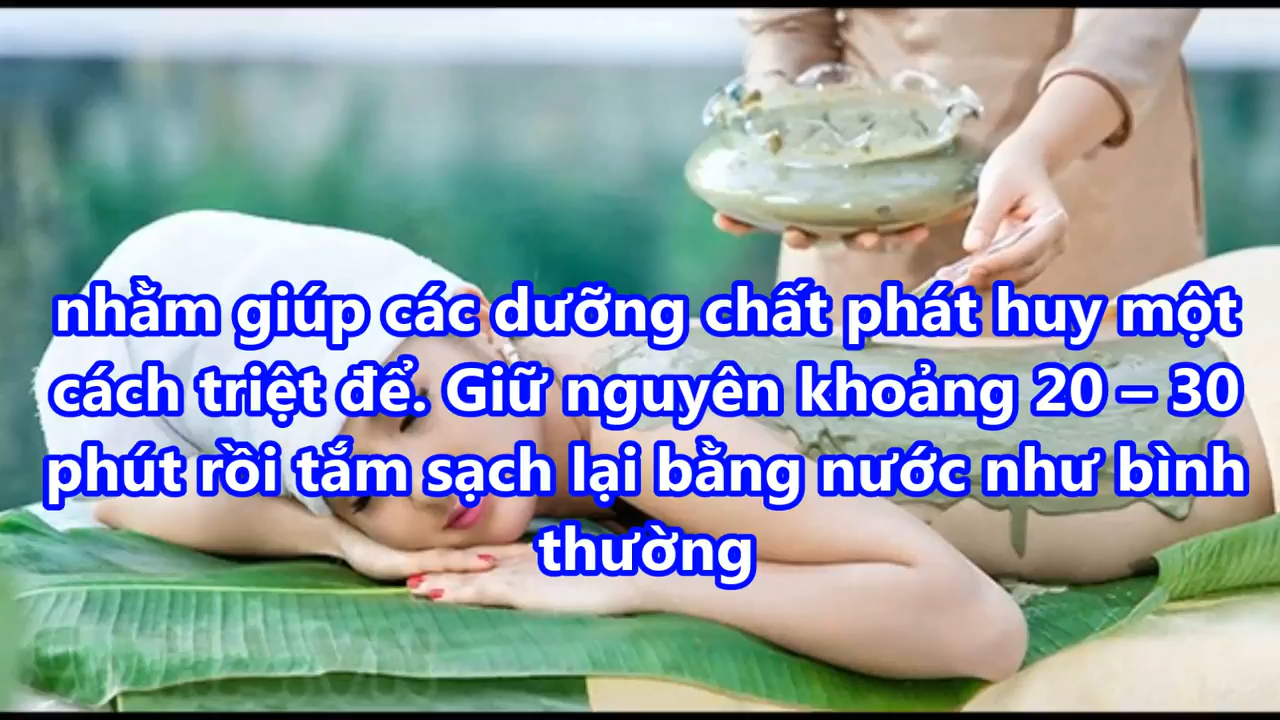 nhằm giúp các dưỡng chất phát huy một
cách triệt để. Giữ nguyên khoảng 20 – 30
phút rồi tắm sạch lại bằng nước như bình
thường